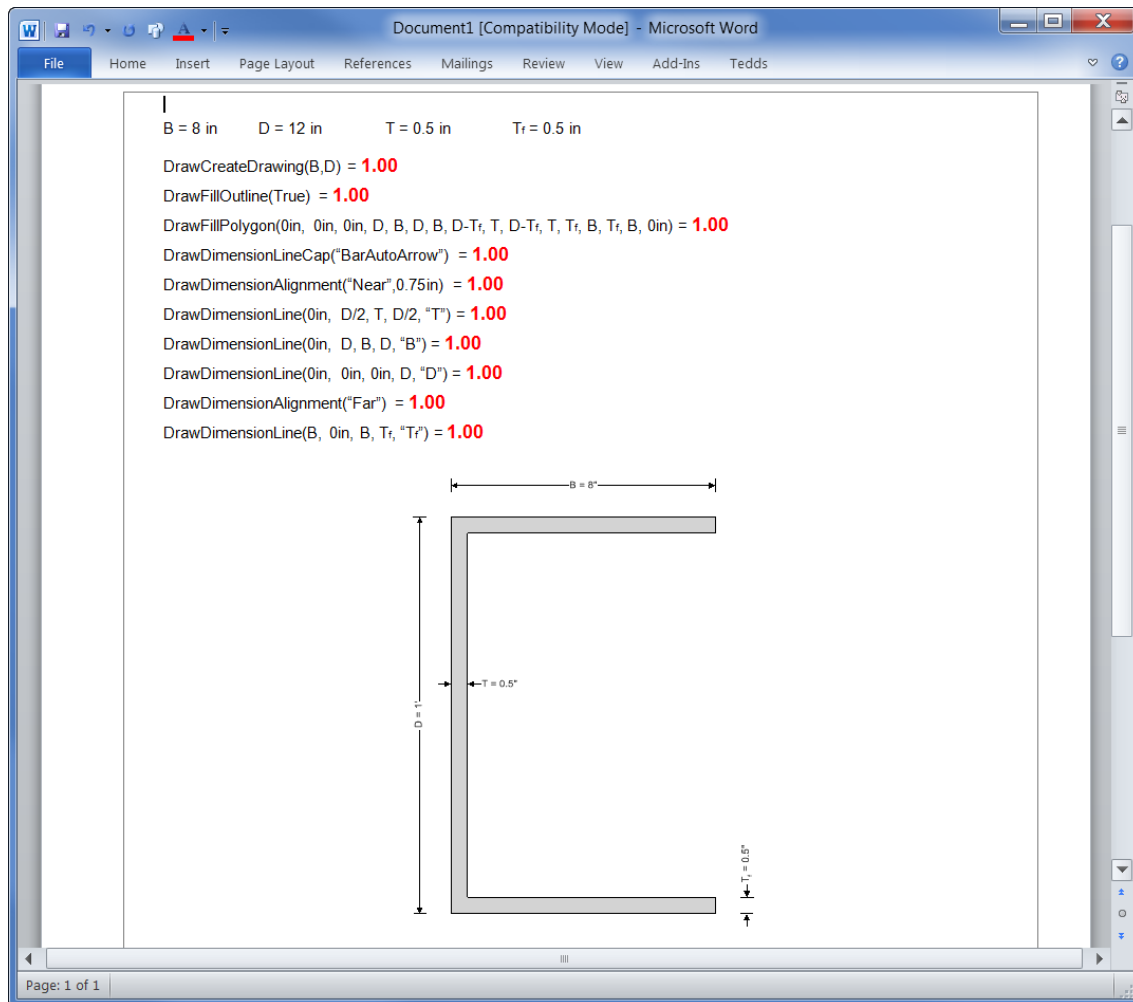 Document1 [Compatibility Mode] - Microsoft Word
File Home Insert Page Layout References Mailings Review View Add-Ins Tedds
B = 8 in D = 12 in T = 0.5 in Tf = 0.5 in
DrawCreateDrawing(B,D) = 1.00
DrawFillOutline(True) = 1.00
DrawFillPolygon(0in, 0in, 0in, D, B, D, B, D-Tf, T, D-Tf, T, Tf, B, Tf, B, 0in) = 1.00
DrawDimensionLineCap(“BarAutoArrow”) = 1.00
DrawDimensionAlignment(“Near”,0.75in) = 1.00
DrawDimensionLine(0in, D/2, T, D/2, “T”) = 1.00
DrawDimensionLine(0in, D, B, D, “B”) = 1.00
DrawDimensionLine(0in, 0in, 0in, D, “D”) = 1.00
DrawDimensionAlignment(“Far”) = 1.00
DrawDimensionLine(B, 0in, B, Tf, “Tf”) = 1.00
B = 8"
T = 0.5"
D = 1'
Tf = 0.5"
Page: 1 of 1